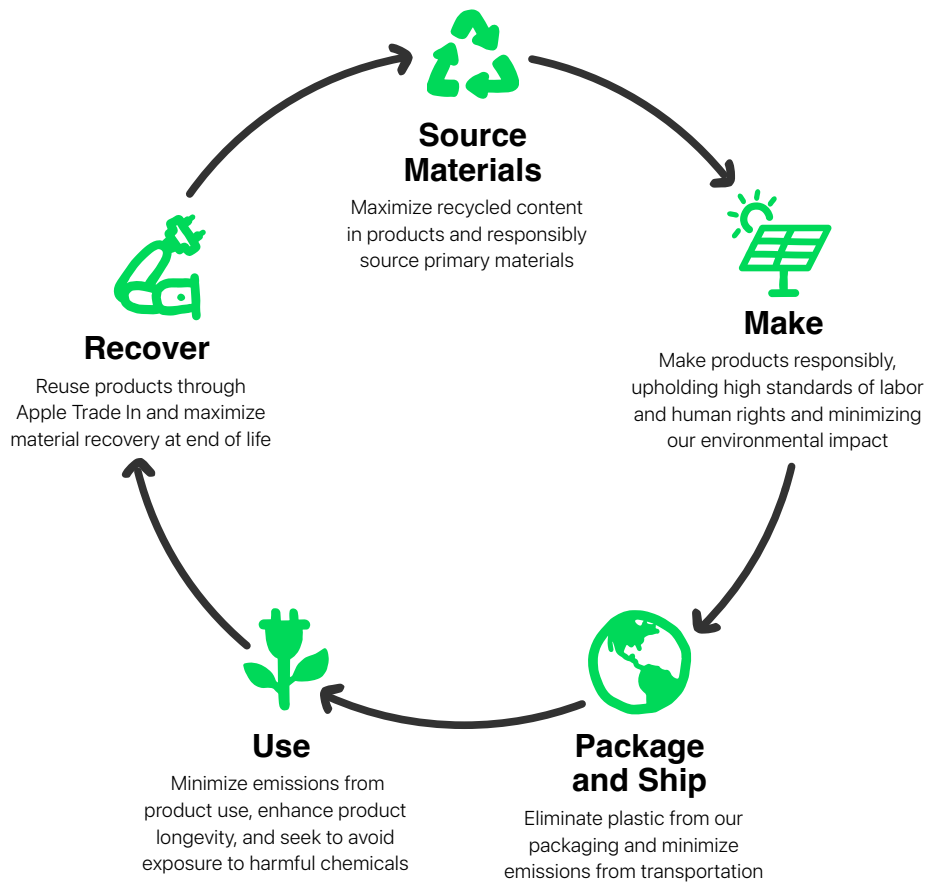 Source
Materials
Maximize recycled content
in products and responsibly
source primary materials
Make
Make products responsibly,
upholding high standards of labor
and human rights and minimizing
our environmental impact
Package
and Ship
Eliminate plastic from our
packaging and minimize
emissions from transportation
Use
Minimize emissions from
product use, enhance product
longevity, and seek to avoid
exposure to harmful chemicals
Recover
Reuse products through
Apple Trade In and maximize
material recovery at end of life